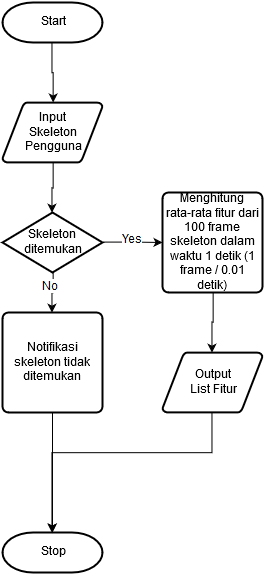 Start
Input
Skeleton
Pengguna
Skeleton
ditemukan
Yes
No
Menghitung
rata-rata fitur dari
100 frame
skeleton dalam
waktu 1 detik (1
frame / 0.01
detik)
Notifikasi
skeleton tidak
ditemukan
Output
List Fitur
Stop